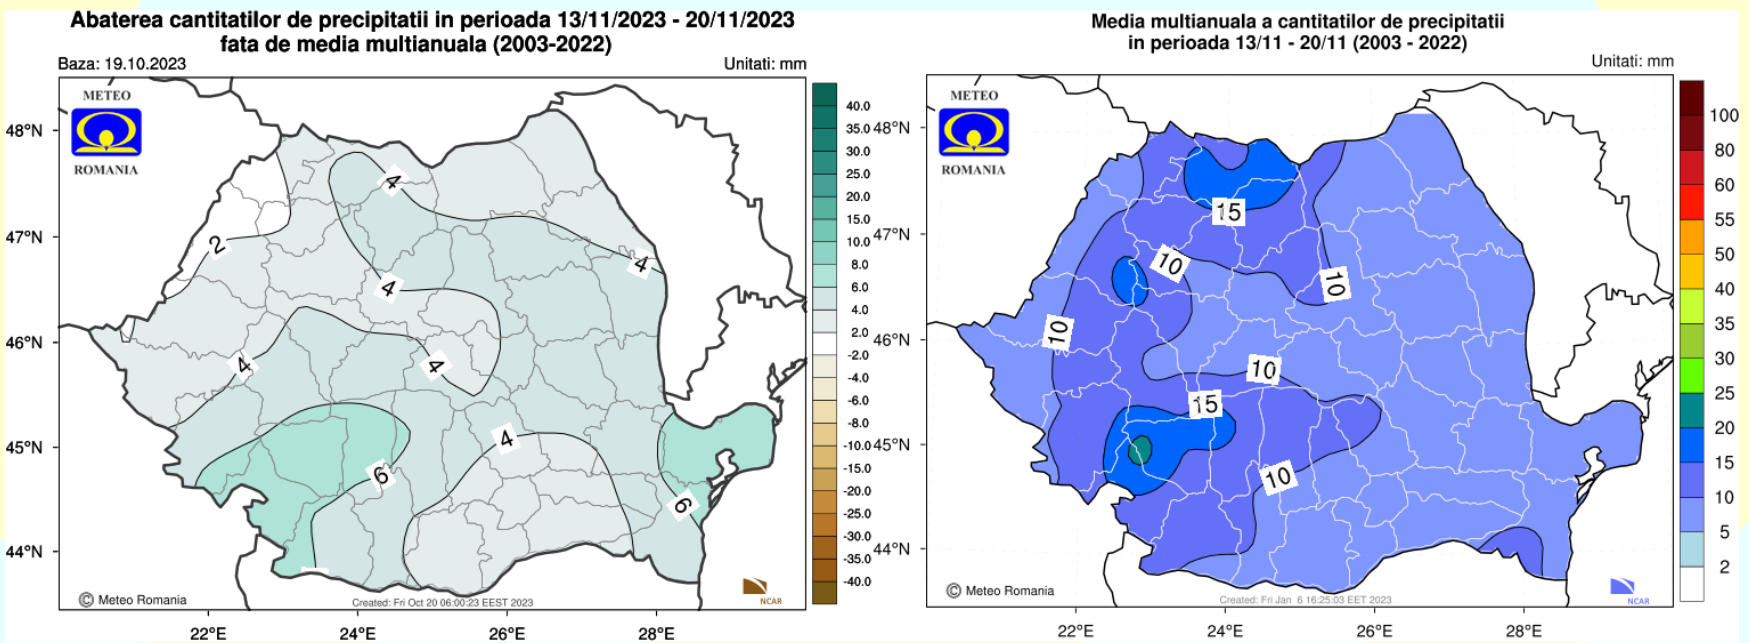 Abaterea cantitatilor de precipitatii in perioada 13/11/2023 - 20/11/2023
fata de media multianuala (2003-2022)
Baza: 19.10.2023
Unitati: mm
METEO
ROMANIA
48°N
47°N
46°N
45°N
44°N
2
4
4
4
4
4
4
6
6
40.0
35.0
30.0
25.0
20.0
15.0
10.0
8.0
6.0
4.0
2.0
-2.0
-4.0
-6.0
-8.0
-10.0
-15.0
-20.0
-25.0
-30.0
-35.0
-40.0
© Meteo Romania
Created: Fri Oct 20 06:00:23 EEST 2023
NCAR
22°E
24°E
26°E
28°E
Media multianuala a cantitatilor de precipitatii
in perioada 13/11 - 20/11 (2003 - 2022)
Unitati: mm
METEO
ROMANIA
48°N
47°N
46°N
45°N
44°N
15
10
10
10
10
15
10
100
80
60
55
50
40
35
30
25
20
15
10
5
2
© Meteo Romania
Created: Fri Jan 6 16:25:03 EET 2023
NCAR
22°E
24°E
26°E
28°E